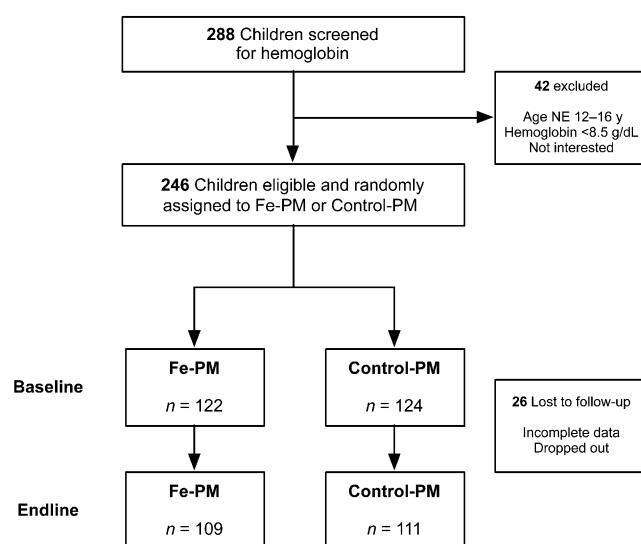 288 Children screened
for hemoglobin
42 excluded
Age NE 12–16 y
Hemoglobin <8.5 g/dL
Not interested
246 Children eligible and randomly
assigned to Fe-PM or Control-PM
Baseline
Fe-PM
n = 122
Control-PM
n = 124
26 Lost to follow-up
Incomplete data
Dropped out
Endline
Fe-PM
n = 109
Control-PM
n = 111